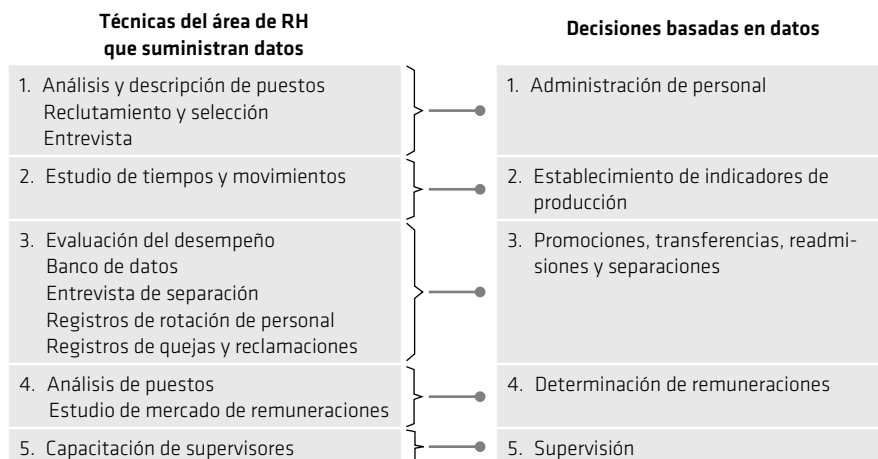 Técnicas del área de RH
que suministran datos
Decisiones basadas en datos
1. Análisis y descripción de puestos
Reclutamiento y selección
Entrevista
1. Administración de personal
2. Estudio de tiempos y movimientos
2. Establecimiento de indicadores de
producción
3. Evaluación del desempeño
Banco de datos
Entrevista de separación
Registros de rotación de personal
Registros de quejas y reclamaciones
3. Promociones, transferencias, readmi-
siones y separaciones
4. Análisis de puestos
Estudio de mercado de remuneraciones
4. Determinación de remuneraciones
5. Capacitación de supervisores
5. Supervisión